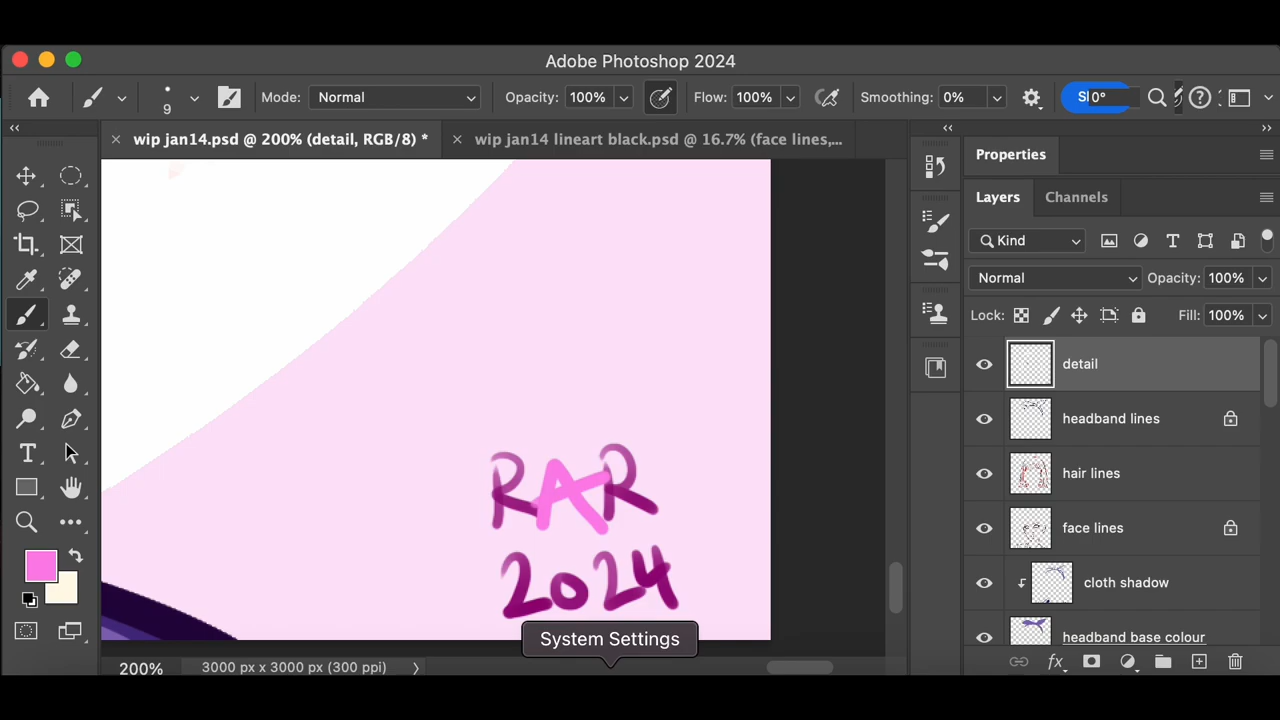 Adobe Photoshop 2024
9
Mode: Normal
Opacity: 100%
Flow: 100%
Smoothing: 0%
0°
wip jan14.psd @ 200% (detail, RGB/8) *
wip jan14 lineart black.psd @ 16.7% (face lines,...
Properties
Layers
Channels
Kind
Normal
Opacity: 100%
Lock:
Fill: 100%
detail
headband lines
hair lines
face lines
cloth shadow
headband base colour
RAR
2024
System Settings
200%
3000 px x 3000 px (300 ppi)